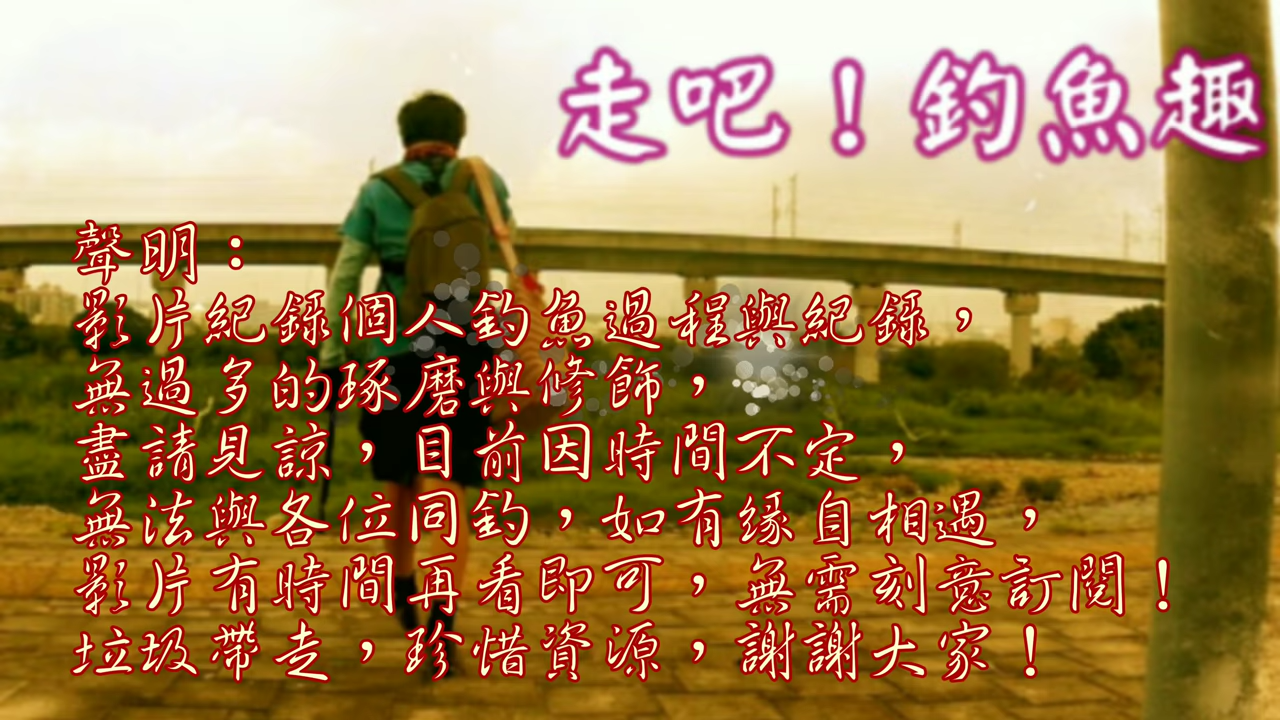 走吧！釣魚趣
聲明：
影片紀錄個人釣魚過程與紀錄，
無過多的琢磨與修飾，
盡請見諒，目前因時間不定，
無法與各位同釣，如有緣自相遇，
影片有時間再看即可，無需刻意訂閱！
垃圾帶走，珍惜資源，謝謝大家！